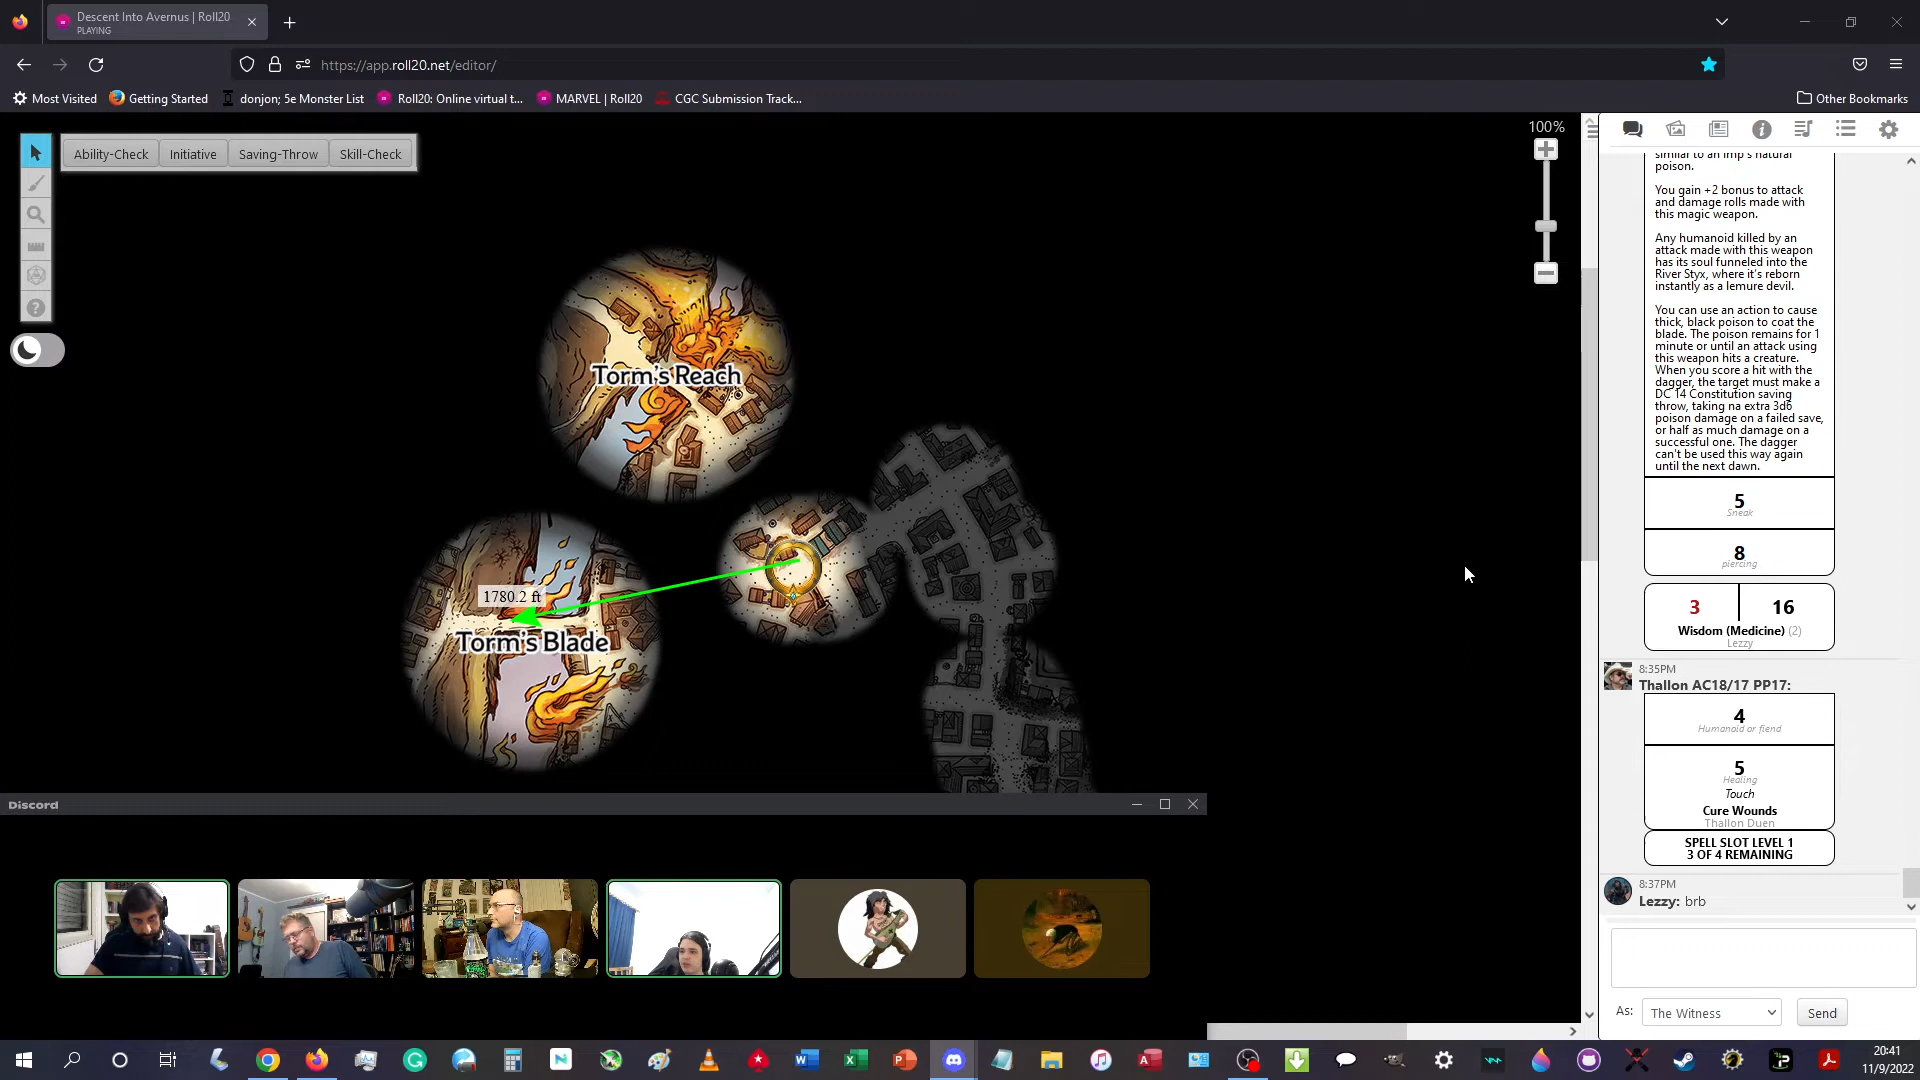 Descent Into Avernus | Roll20
PLAYING
https://app.roll20.net/editor/
Most Visited
Getting Started
donjon; 5e Monster List
Roll20: Online virtual t...
MARVEL | Roll20
CGC Submission Track...
Other Bookmarks
Ability-Check
Initiative
Saving-Throw
Skill-Check
100%
Torm's Reach
1780.2 ft
Torm's Blade
similar to an imp's natural
poison.
You gain +2 bonus to attack
and damage rolls made with
this magic weapon.
Any humanoid killed by an
attack made with this weapon
has its soul funneled into the
River Styx, where it's reborn
instantly as a lemure devil.
You can use an action to cause
thick, black poison to coat the
blade. The poison remains for 1
minute or until an attack using
this weapon hits a creature.
When you score a hit with the
dagger, the target must make a
DC 14 Constitution saving
throw, taking na extra 3d6
poison damage on a failed save,
or half as much damage on a
successful one. The dagger
can't be used this way again
until the next dawn.
5
Sneak
8
piercing
3 16
Wisdom (Medicine) (2)
Lezzy
8:35PM
Thallon AC18/17 PP17:
4
Humanoid or fiend
5
Healing
Touch
Cure Wounds
Thallon Duen
SPELL SLOT LEVEL 1
3 OF 4 REMAINING
8:37PM
Lezzy: brb
As: The Witness
Send
Discord
20:41
11/9/2022